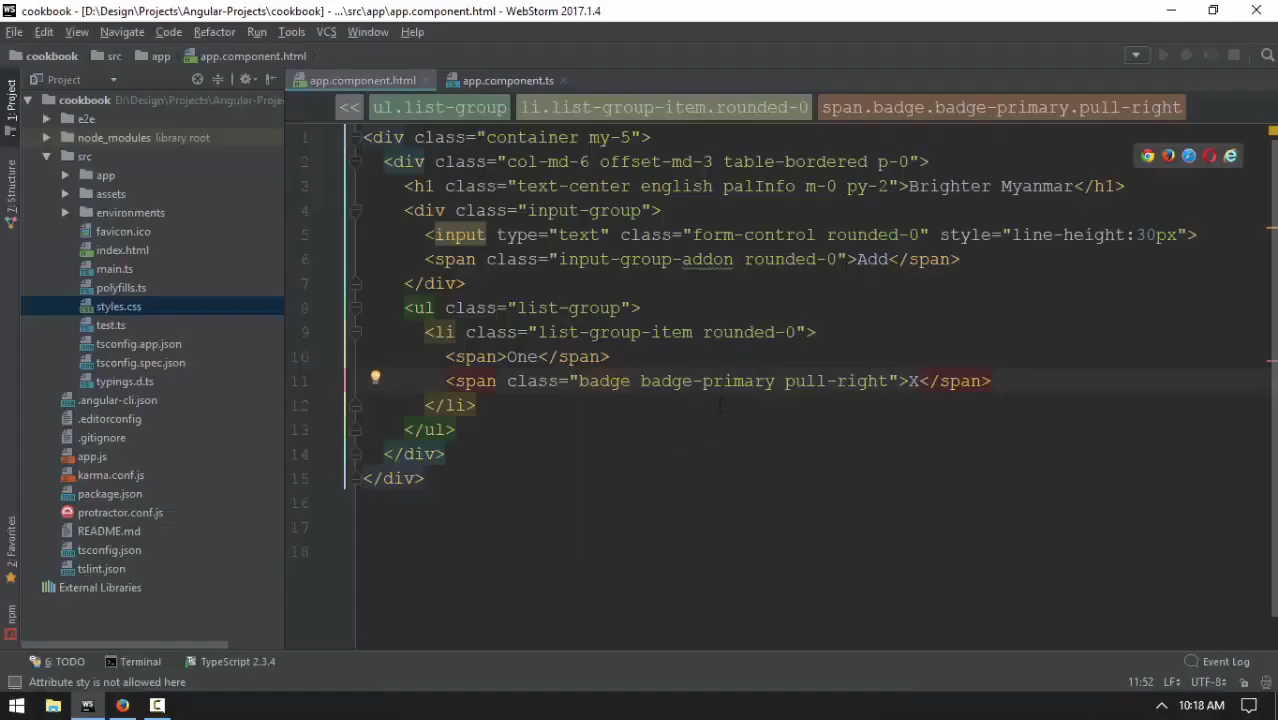 WS cookbook - [D:\Design\Projects\Angular-Projects\cookbook] - ...\src\app\app.component.html - WebStorm 2017.1.4
File Edit View Navigate Code Refactor Run Tools VCS Window Help
cookbook src app app.component.html
1: Project
7: Structure
2: Favorites
npm
Project
cookbook D:\Design\Projects\Angular-Proje
e2e
node_modules library root
src
app
assets
environments
favicon.ico
index.html
main.ts
polyfills.ts
styles.css
test.ts
tsconfig.app.json
tsconfig.spec.json
typings.d.ts
.angular-cli.json
.editorconfig
.gitignore
app.js
karma.conf.js
package.json
protractor.conf.js
README.md
tsconfig.json
tslint.json
External Libraries
app.component.html app.component.ts
<< ul.list-group li.list-group-item.rounded-0 span.badge.badge-primary.pull-right
1 <div class="container my-5">
2 <div class="col-md-6 offset-md-3 table-bordered p-0">
3 <h1 class="text-center english palInfo m-0 py-2">Brighter Myanmar</h1>
4 <div class="input-group">
5 <input type="text" class="form-control rounded-0" style="line-height:30px">
6 <span class="input-group-addon rounded-0">Add</span>
7 </div>
8 <ul class="list-group">
9 <li class="list-group-item rounded-0">
10 <span>One</span>
11 <span class="badge badge-primary pull-right">X</span>
12 </li>
13 </ul>
14 </div>
15 </div>
16
17
18
6: TODO Terminal TypeScript 2.3.4 Event Log
Attribute sty is not allowed here 11:52 LF UTF-8
WS 10:18 AM